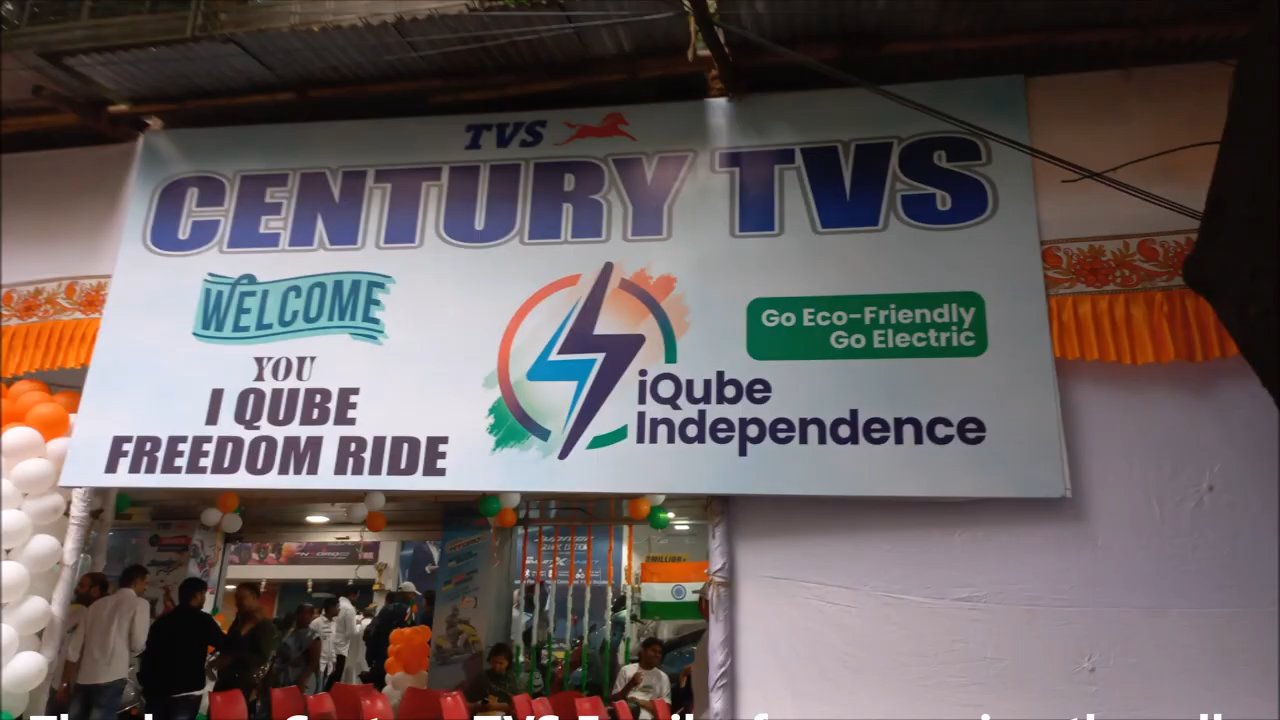 TVS
CENTURY TVS
WELCOME
YOU
I QUBE
FREEDOM RIDE
Go Eco-Friendly
Go Electric
iQube
Independence